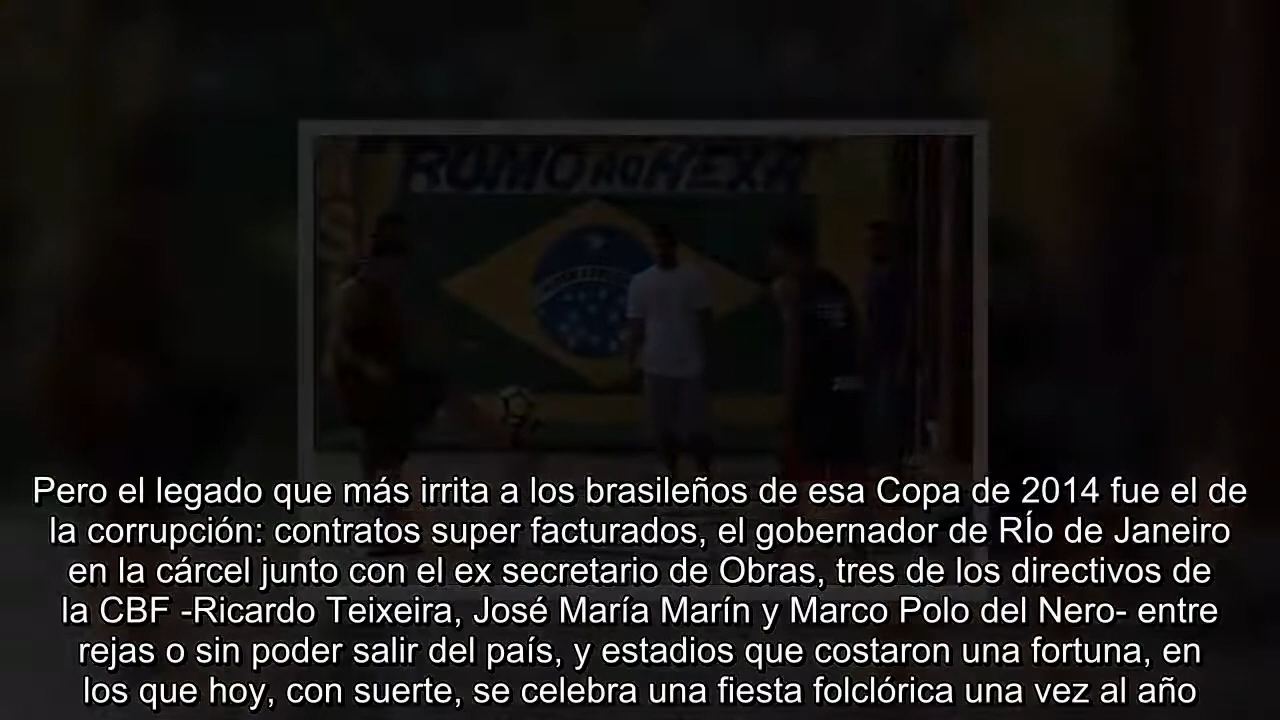 RUMO AO HEXA
Pero el legado que más irrita a los brasileños de esa Copa de 2014 fue el de
la corrupción: contratos super facturados, el gobernador de RÍo de Janeiro
en la cárcel junto con el ex secretario de Obras, tres de los directivos de
la CBF -Ricardo Teixeira, José María Marín y Marco Polo del Nero- entre
rejas o sin poder salir del país, y estadios que costaron una fortuna, en
los que hoy, con suerte, se celebra una fiesta folclórica una vez al año